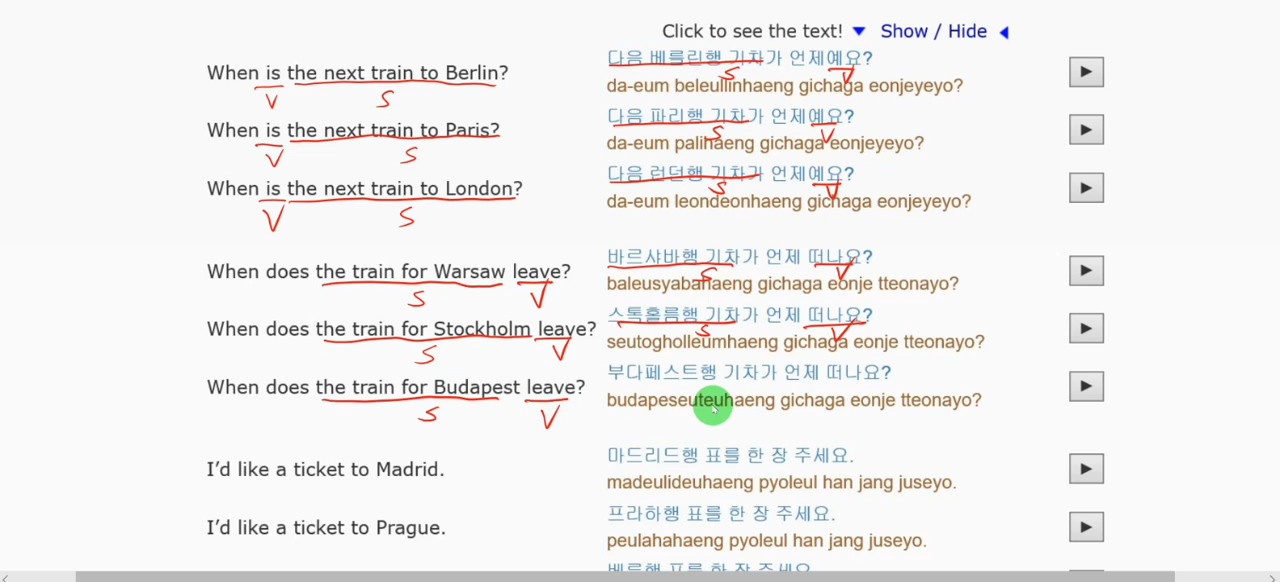 Click to see the text! ▼ Show / Hide ◀
When is the next train to Berlin?
다음 베를린행 기차가 언제예요?
da-eum beleullinhaeng gichaga eonjeyeyo?
V S S V
When is the next train to Paris?
다음 파리행 기차가 언제예요?
da-eum palihaeng gichaga eonjeyeyo?
V S S V
When is the next train to London?
다음 런던행 기차가 언제예요?
da-eum leondeonhaeng gichaga eonjeyeyo?
V S S V
When does the train for Warsaw leave?
바르샤바행 기차가 언제 떠나요?
baleusyabahaeng gichaga eonje tteonayo?
S V S V
When does the train for Stockholm leave?
스톡홀름행 기차가 언제 떠나요?
seutogholleumhaeng gichaga eonje tteonayo?
S V S V
When does the train for Budapest leave?
부다페스트행 기차가 언제 떠나요?
budapeseuteuhaeng gichaga eonje tteonayo?
S V
I'd like a ticket to Madrid.
마드리드행 표를 한 장 주세요.
madeulideuhaeng pyoleul han jang juseyo.
I'd like a ticket to Prague.
프라하행 표를 한 장 주세요.
peulahahaeng pyoleul han jang juseyo.
표를 한 장 주세요